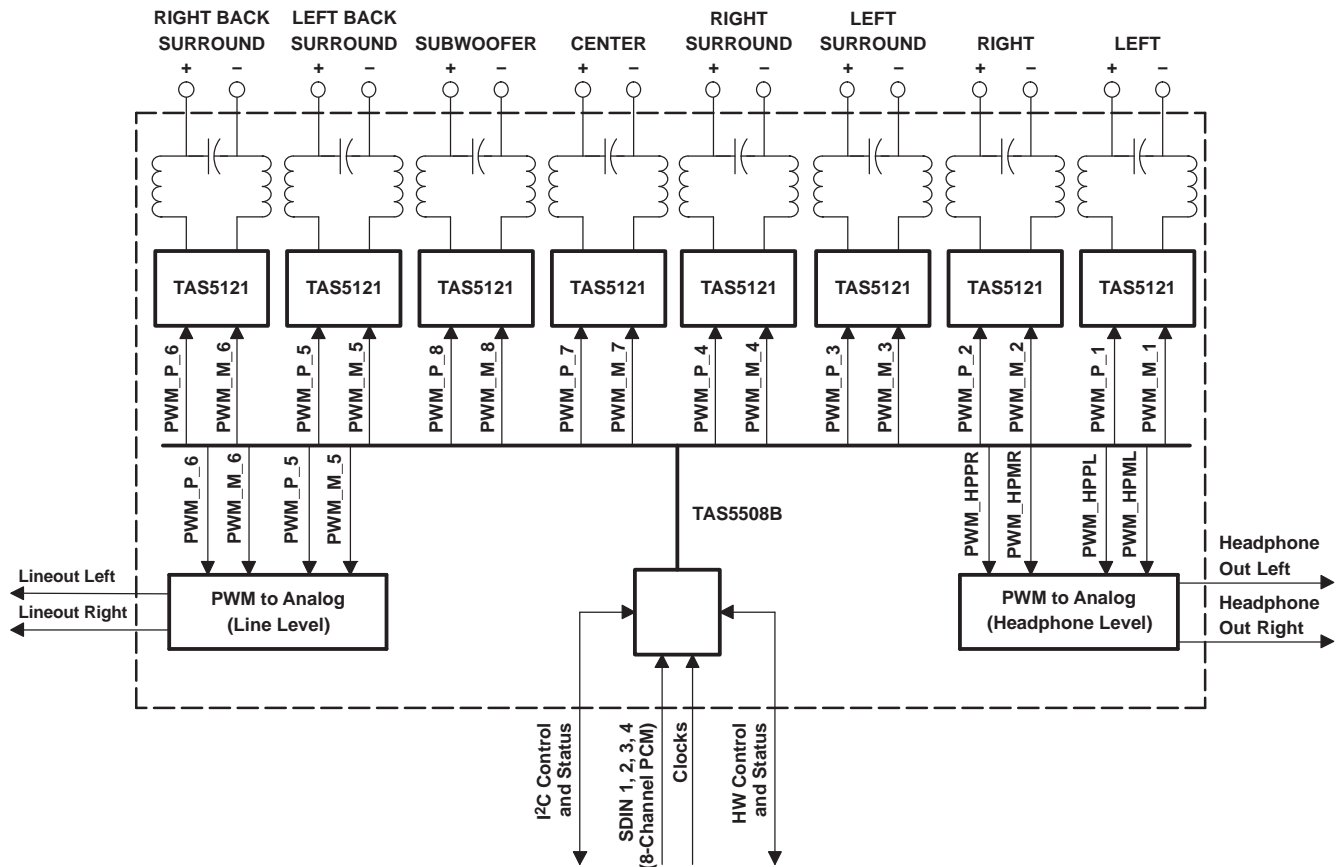 RIGHT BACK
SURROUND
LEFT BACK
SURROUND
SUBWOOFER
CENTER
RIGHT
SURROUND
LEFT
SURROUND
RIGHT
LEFT
+ − + − + − + − + − + − + − + −
TAS5121 TAS5121 TAS5121 TAS5121 TAS5121 TAS5121 TAS5121 TAS5121
PWM_P_6
PWM_M_6
PWM_P_5
PWM_M_5
PWM_P_8
PWM_M_8
PWM_P_7
PWM_M_7
PWM_P_4
PWM_M_4
PWM_P_3
PWM_M_3
PWM_P_2
PWM_M_2
PWM_P_1
PWM_M_1
PWM_P_6
PWM_M_6
PWM_P_5
PWM_M_5
PWM_HPPR
PWM_HPMR
PWM_HPPL
PWM_HPML
TAS5508B
Lineout Left
Lineout Right
PWM to Analog
(Line Level)
PWM to Analog
(Headphone Level)
Headphone
Out Left
Headphone
Out Right
I²C Control
and Status
SDIN 1, 2, 3, 4
(8-Channel PCM)
Clocks
HW Control
and Status